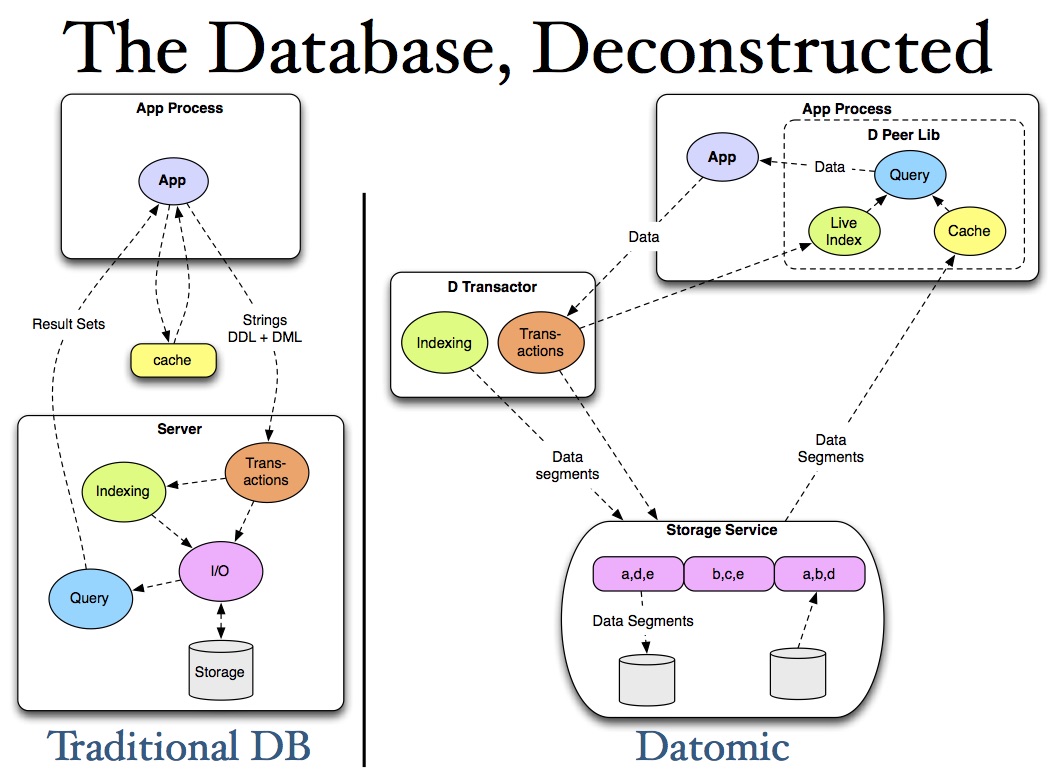 The Database, Deconstructed
App Process
App
Result Sets
Strings
DDL + DML
cache
Server
Trans-
actions
Indexing
I/O
Query
Storage
Traditional DB
App Process
D Peer Lib
App
Data
Query
Live
Index
Cache
Data
D Transactor
Indexing
Trans-
actions
Data
segments
Data
Segments
Storage Service
a,d,e
b,c,e
a,b,d
Data Segments
Datomic